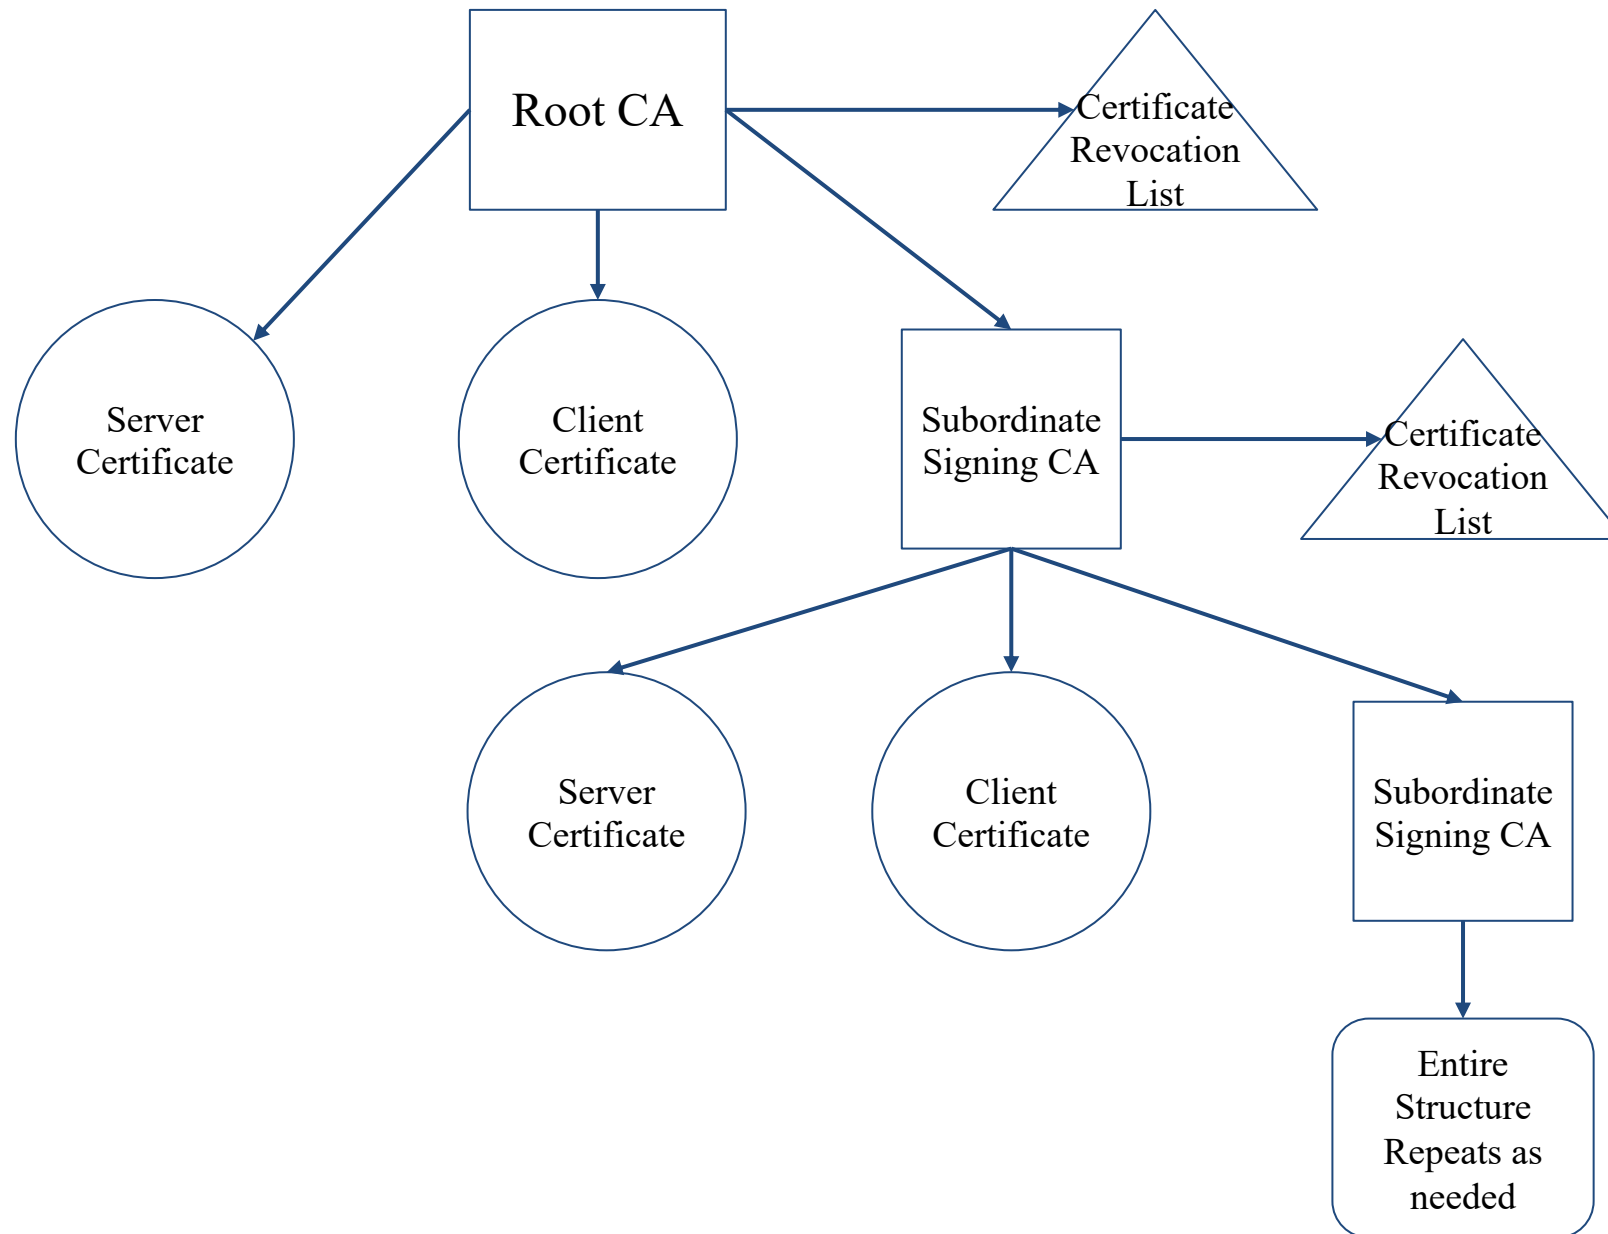 Root CA
Certificate
Revocation
List
Server
Certificate
Client
Certificate
Subordinate
Signing CA
Certificate
Revocation
List
Server
Certificate
Client
Certificate
Subordinate
Signing CA
Entire
Structure
Repeats as
needed